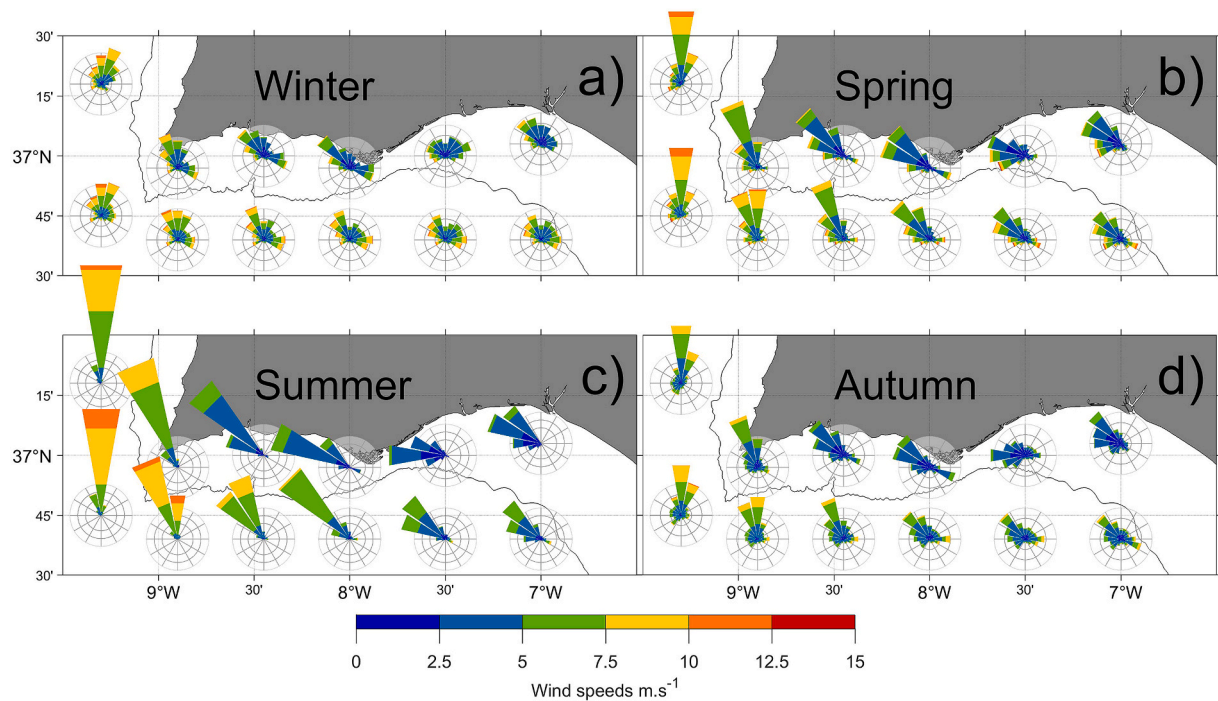 30'
15'
37°N
45'
30'
Winter
a)
Spring
b)
15'
37°N
45'
30'
Summer
c)
Autumn
d)
9°W
30'
8°W
30'
7°W
9°W
30'
8°W
30'
7°W
0
2.5
5
7.5
10
12.5
15
Wind speeds m.s⁻¹